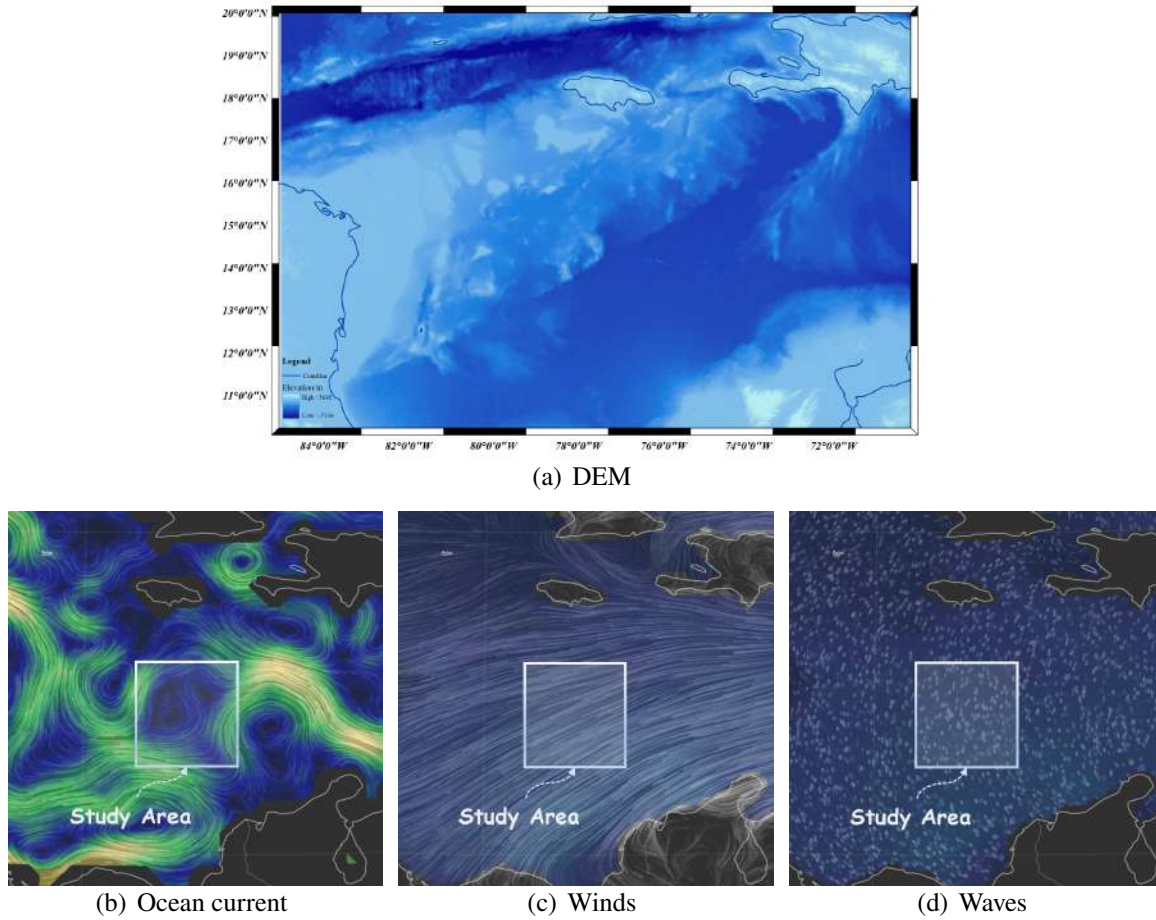 20°0'0"N
19°0'0"N
18°0'0"N
17°0'0"N
16°0'0"N
15°0'0"N
14°0'0"N
13°0'0"N
12°0'0"N
11°0'0"N
Legend
Coastline
Elevation
High
Low
84°0'0"W 82°0'0"W 80°0'0"W 78°0'0"W 76°0'0"W 74°0'0"W 72°0'0"W
(a) DEM
Study Area
Study Area
Study Area
(b) Ocean current
(c) Winds
(d) Waves